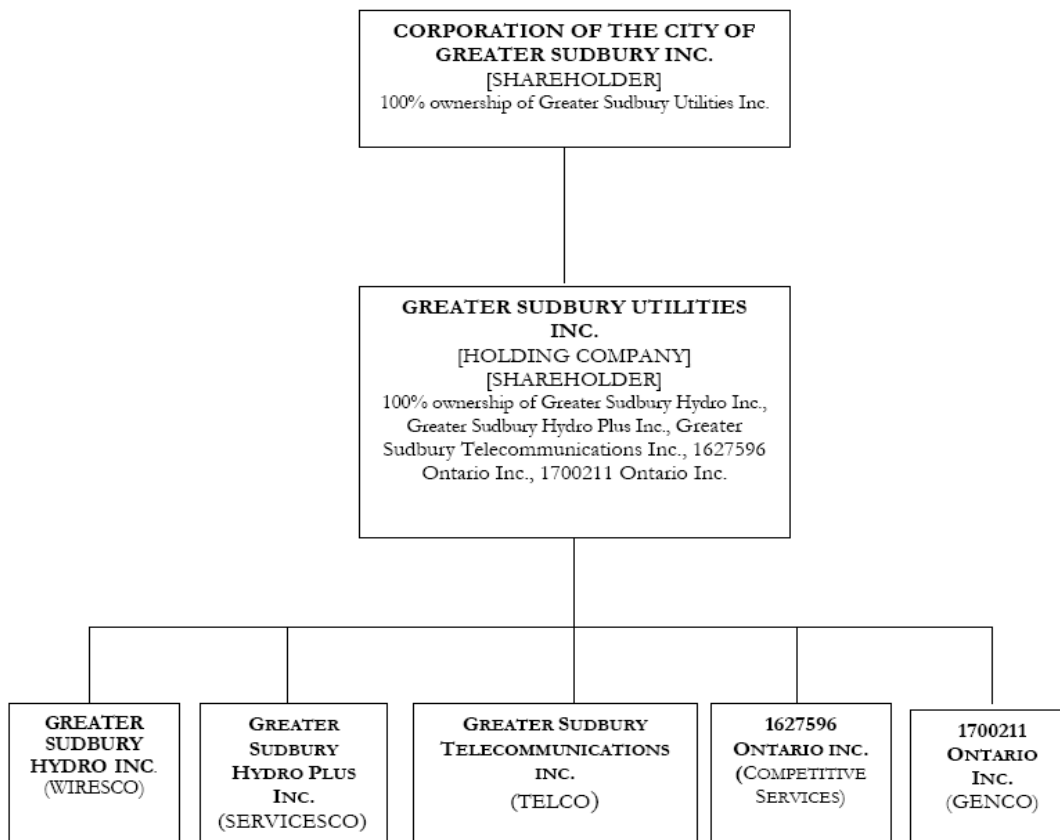 CORPORATION OF THE CITY OF
GREATER SUDBURY INC.
[SHAREHOLDER]
100% ownership of Greater Sudbury Utilities Inc.
GREATER SUDBURY UTILITIES
INC.
[HOLDING COMPANY]
[SHAREHOLDER]
100% ownership of Greater Sudbury Hydro Inc.,
Greater Sudbury Hydro Plus Inc., Greater
Sudbury Telecommunications Inc., 1627596
Ontario Inc., 1700211 Ontario Inc.
GREATER
SUDBURY
HYDRO INC.
(WIRESCO)
GREATER
SUDBURY
HYDRO PLUS
INC.
(SERVICESCO)
GREATER SUDBURY
TELECOMMUNICATIONS
INC.
(TELCO)
1627596
ONTARIO INC.
(COMPETITIVE
SERVICES)
1700211
ONTARIO
INC.
(GENCO)